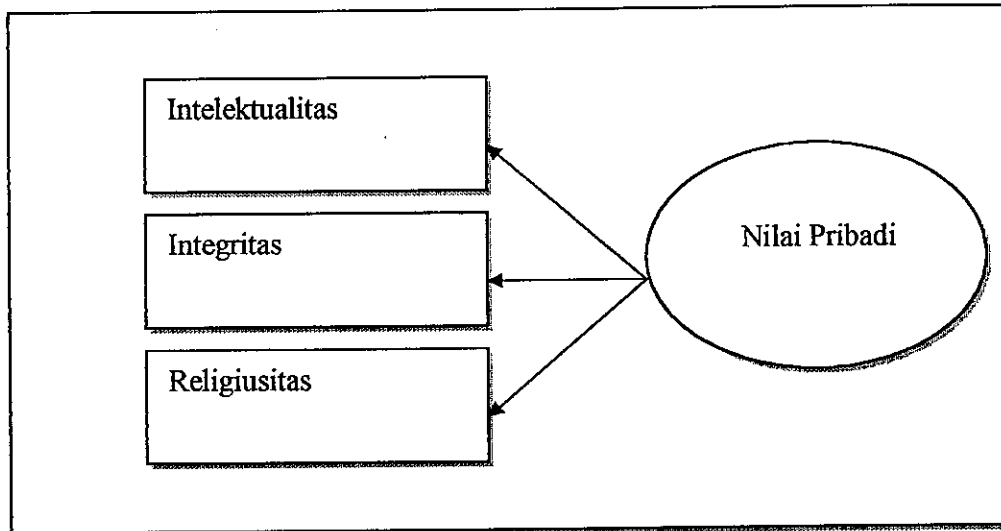 Intelektualitas
Nilai Pribadi
Integritas
Religiusitas